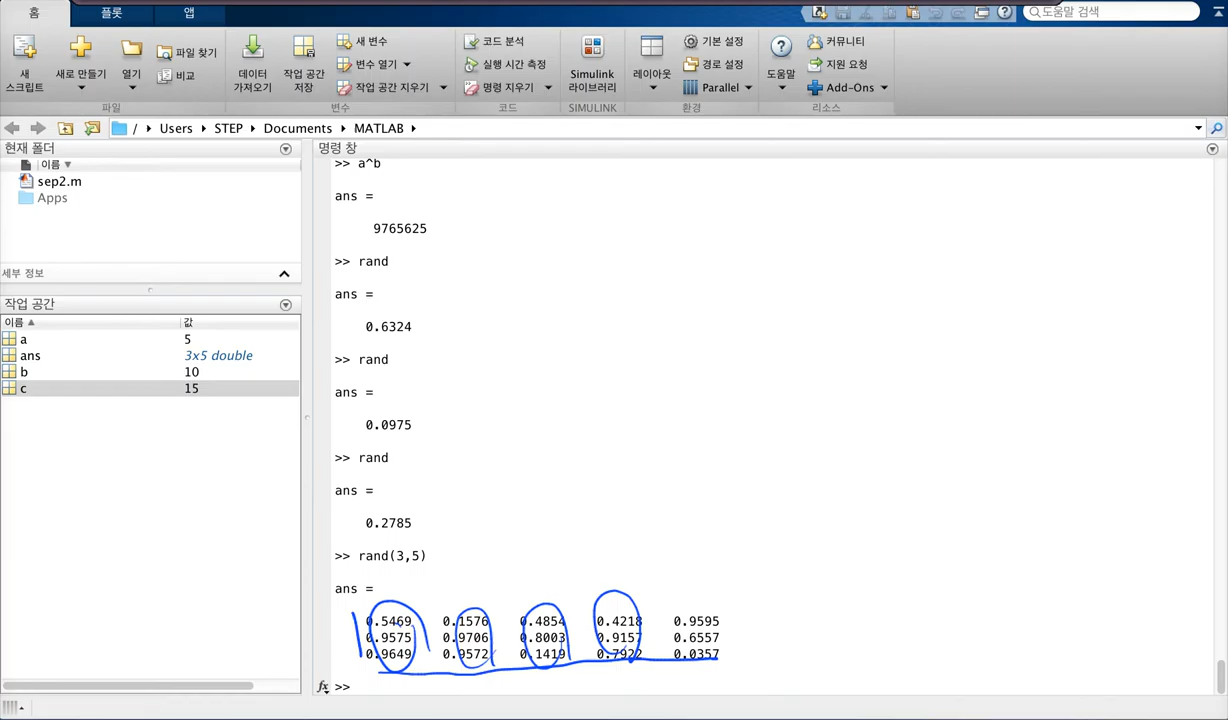 홈 플롯 앱 도움말 검색
새 스크립트 새로 만들기 열기 파일 찾기 비교 데이터 가져오기 작업 공간 저장 새 변수 변수 열기 작업 공간 지우기 코드 분석 실행 시간 측정 명령 지우기 Simulink 라이브러리 레이아웃 기본 설정 경로 설정 Parallel 도움말 커뮤니티 지원 요청 Add-Ons
파일 변수 코드 SIMULINK 환경 리소스
/ Users STEP Documents MATLAB
현재 폴더
이름
sep2.m
Apps
세부 정보
작업 공간
이름 값
a 5
ans 3x5 double
b 10
c 15
명령 창
>> a^b
ans =
9765625
>> rand
ans =
0.6324
>> rand
ans =
0.0975
>> rand
ans =
0.2785
>> rand(3,5)
ans =
0.5469 0.1576 0.4854 0.4218 0.9595
0.9575 0.9706 0.8003 0.9157 0.6557
0.9649 0.9572 0.1419 0.7922 0.0357
fx >>